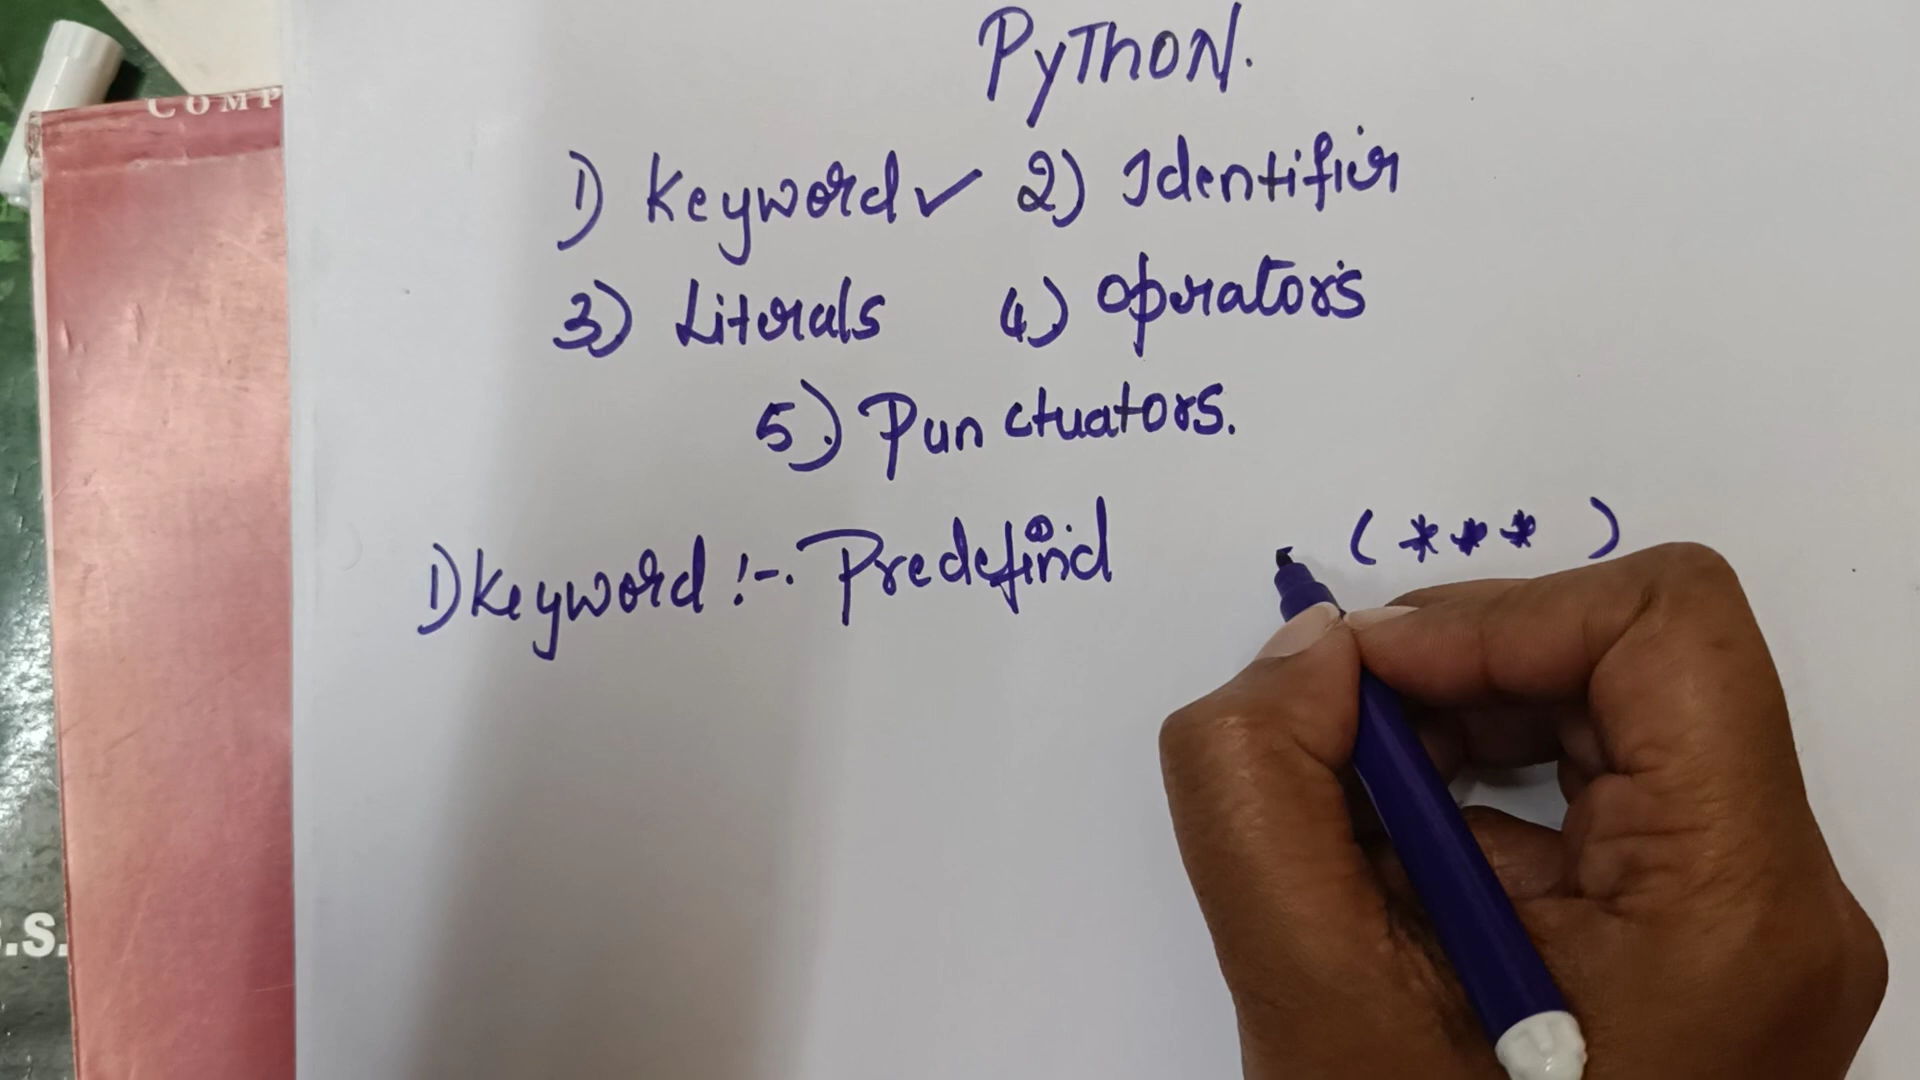 COMP
PYThON.
1) Keyword ✓ 2) Identifier
3) Literals 4) Operators
5) Punctuators.
1) Keyword :-. Predefind (***)
.S.